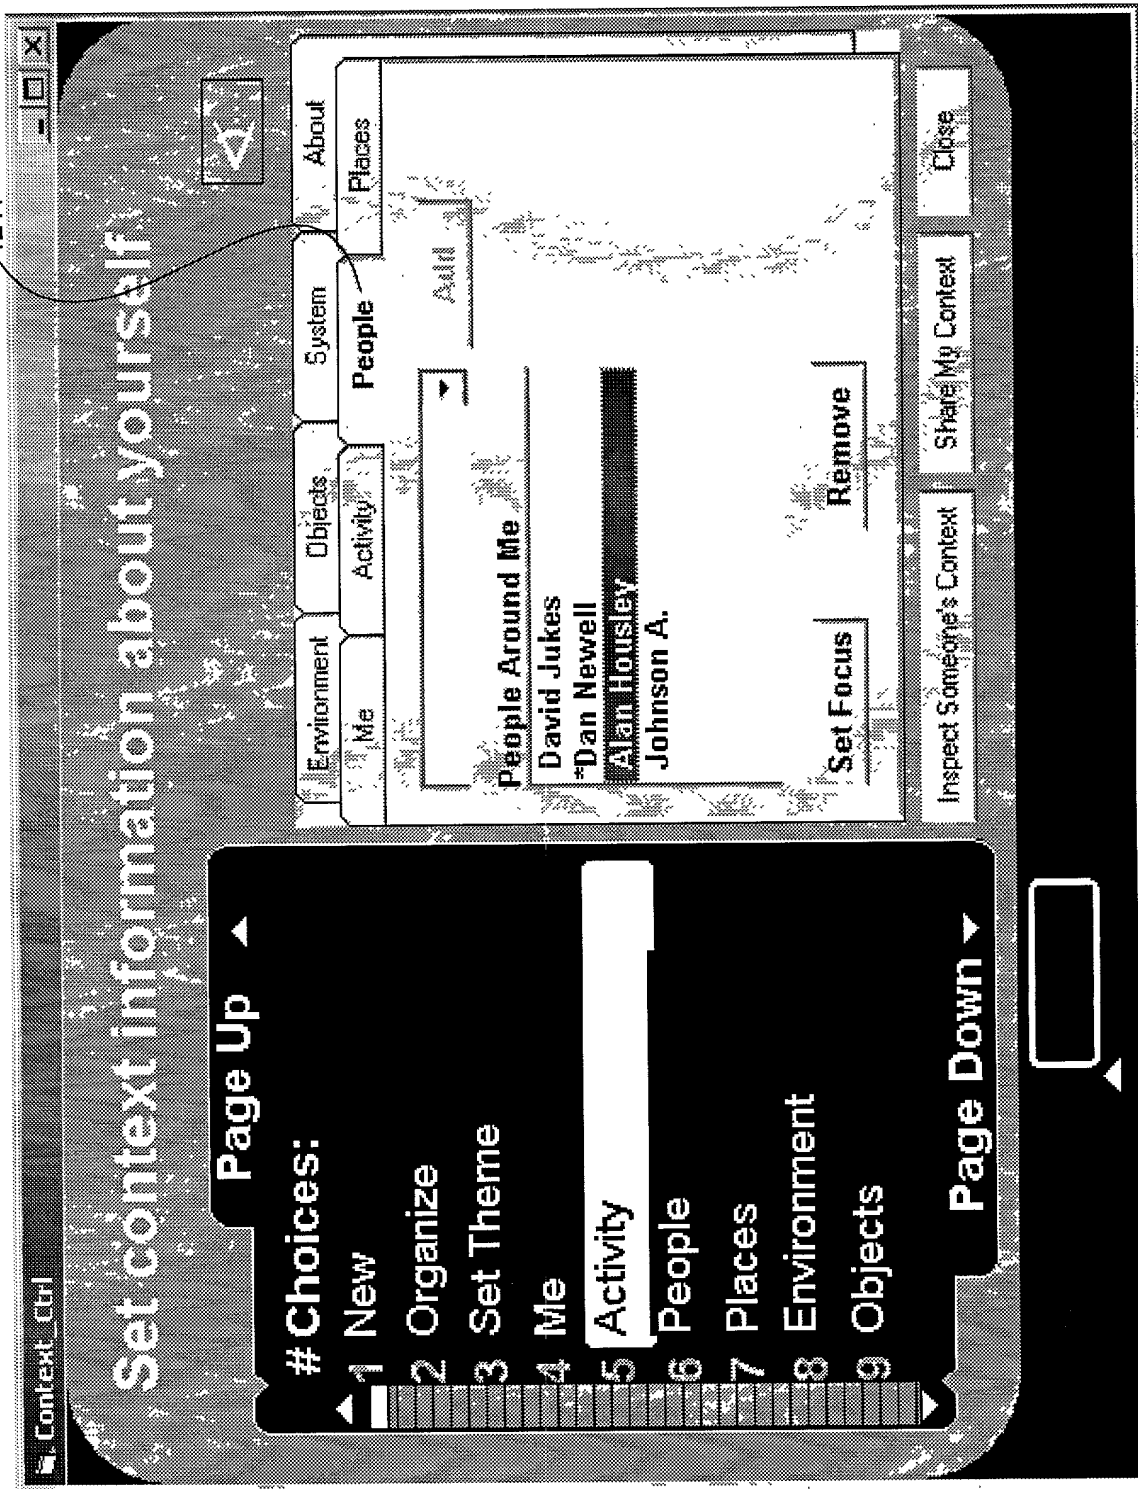 Context_Ctrl
Set context information about yourself.
Page Up
# Choices:
1 New
2 Organize
3 Set Theme
4 Me
5 Activity
6 People
7 Places
8 Environment
9 Objects
Page Down
Environment Objects System About
Me Activity People Places
Add
People Around Me
David Jukes
*Dan Newell
Alan Housley
Johnson A.
Set Focus Remove
Inspect Someone's Context Share My Context Close